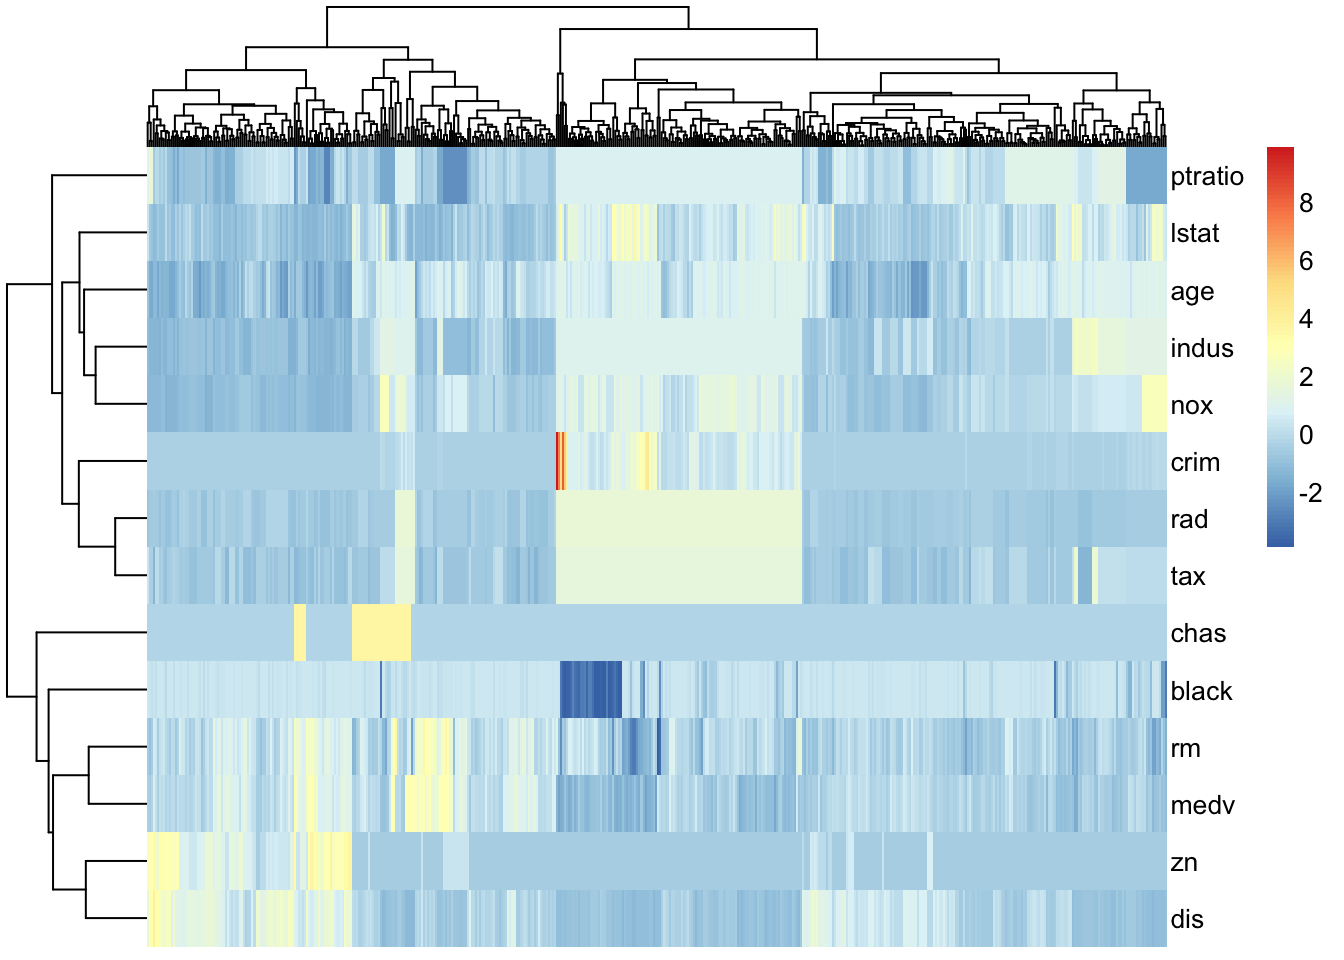 ptratio
lstat
age
indus
nox
crim
rad
tax
chas
black
rm
medv
zn
dis
8
6
4
2
0
-2